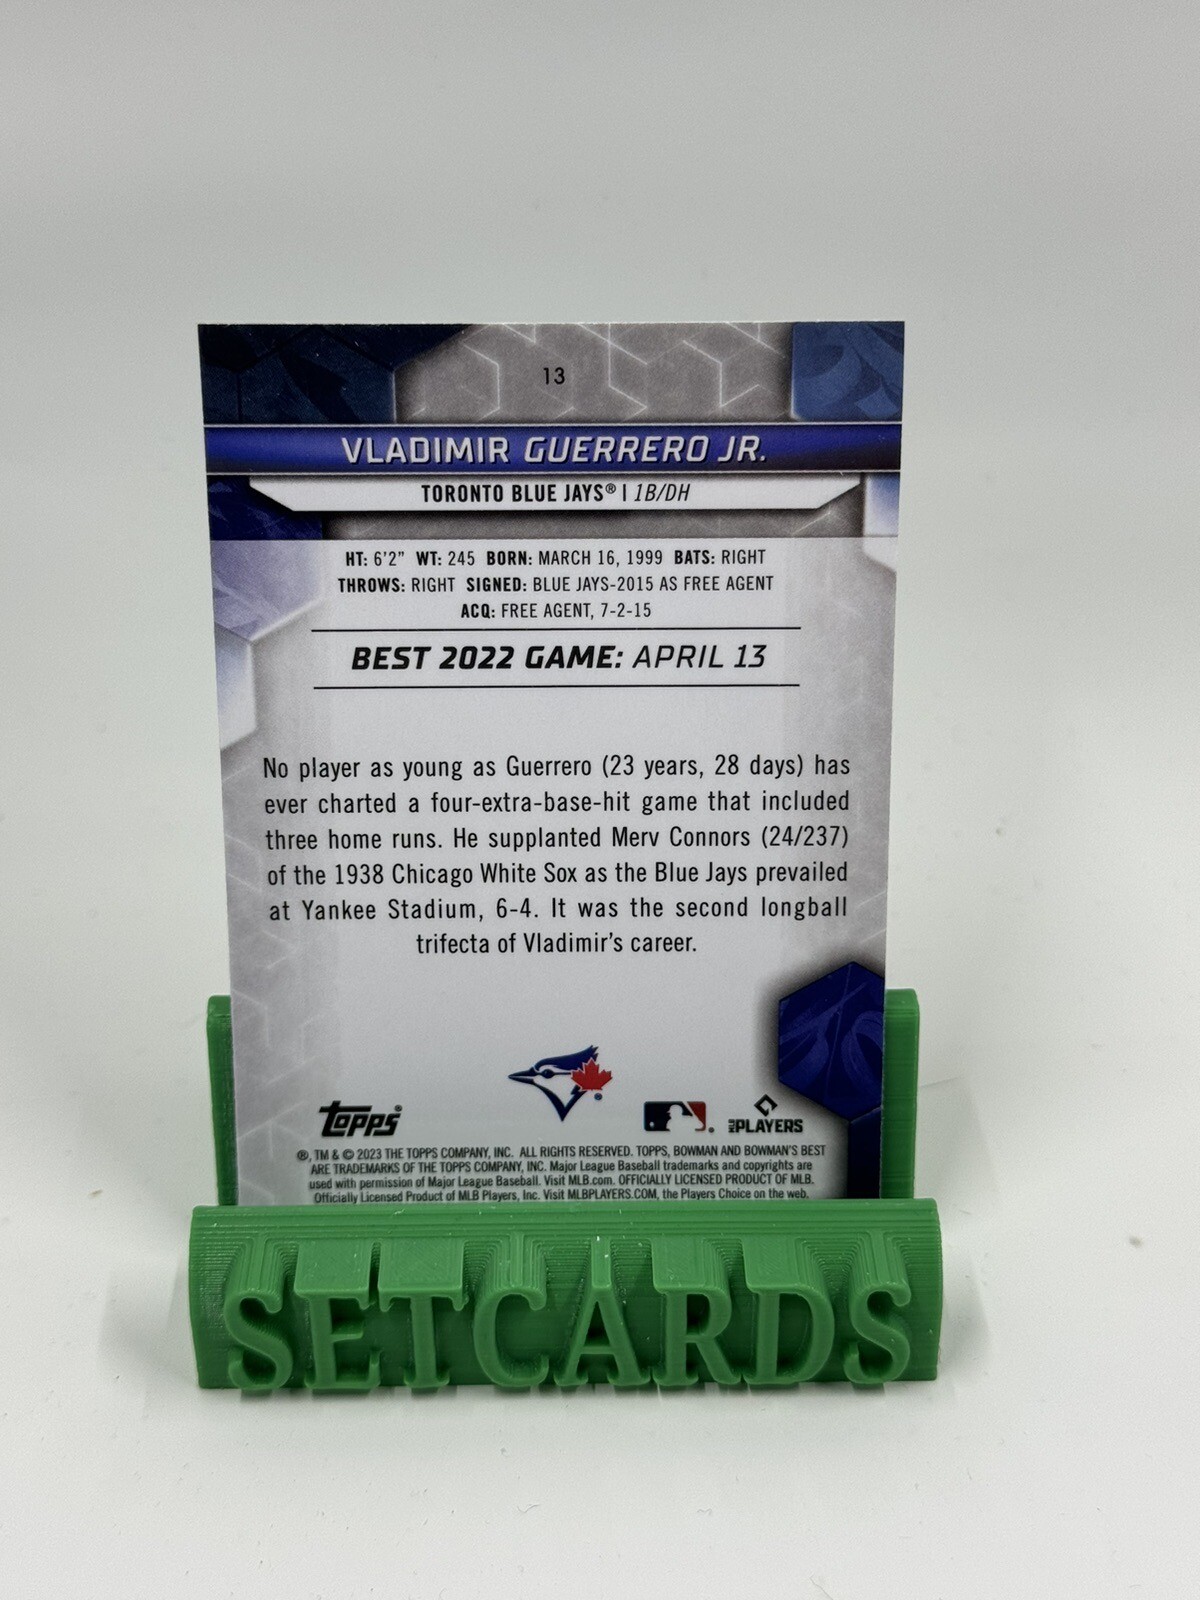 13
VLADIMIR GUERRERO JR.
TORONTO BLUE JAYS® | 1B/DH
HT: 6'2" WT: 245 BORN: MARCH 16, 1999 BATS: RIGHT
THROWS: RIGHT SIGNED: BLUE JAYS-2015 AS FREE AGENT
ACQ: FREE AGENT, 7-2-15
BEST 2022 GAME: APRIL 13
No player as young as Guerrero (23 years, 28 days) has
ever charted a four-extra-base-hit game that included
three home runs. He supplanted Merv Connors (24/237)
of the 1938 Chicago White Sox as the Blue Jays prevailed
at Yankee Stadium, 6-4. It was the second longball
trifecta of Vladimir's career.
topps®
MLB PLAYERS
®, TM & © 2023 THE TOPPS COMPANY, INC. ALL RIGHTS RESERVED. TOPPS, BOWMAN AND BOWMAN'S BEST
ARE TRADEMARKS OF THE TOPPS COMPANY, INC. Major League Baseball trademarks and copyrights are
used with permission of Major League Baseball. Visit MLB.com. OFFICIALLY LICENSED PRODUCT OF MLB.
Officially Licensed Product of MLB Players, Inc. Visit MLBPLAYERS.COM, the Players Choice on the web.
SETCARDS